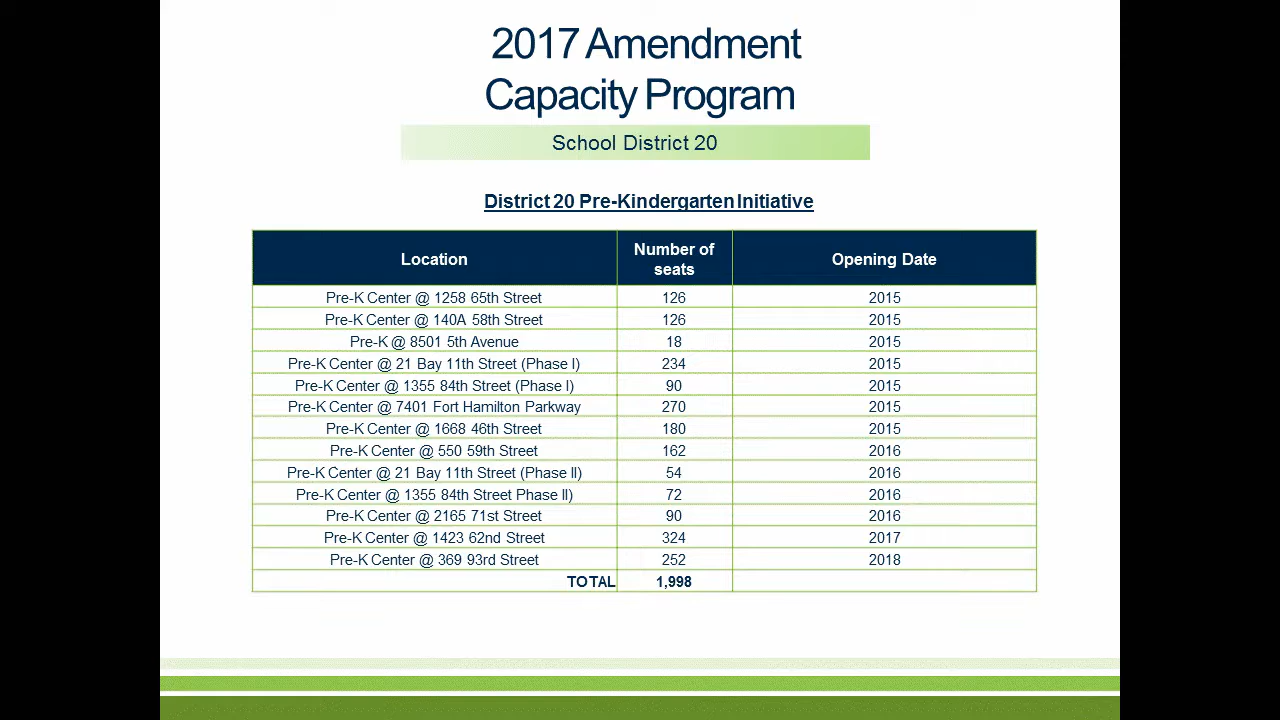 2017 Amendment
Capacity Program
School District 20
District 20 Pre-Kindergarten Initiative
Location Number of seats Opening Date
Pre-K Center @ 1258 65th Street 126 2015
Pre-K Center @ 140A 58th Street 126 2015
Pre-K @ 8501 5th Avenue 18 2015
Pre-K Center @ 21 Bay 11th Street (Phase I) 234 2015
Pre-K Center @ 1355 84th Street (Phase I) 90 2015
Pre-K Center @ 7401 Fort Hamilton Parkway 270 2015
Pre-K Center @ 1668 46th Street 180 2015
Pre-K Center @ 550 59th Street 162 2016
Pre-K Center @ 21 Bay 11th Street (Phase II) 54 2016
Pre-K Center @ 1355 84th Street Phase II) 72 2016
Pre-K Center @ 2165 71st Street 90 2016
Pre-K Center @ 1423 62nd Street 324 2017
Pre-K Center @ 369 93rd Street 252 2018
TOTAL 1,998